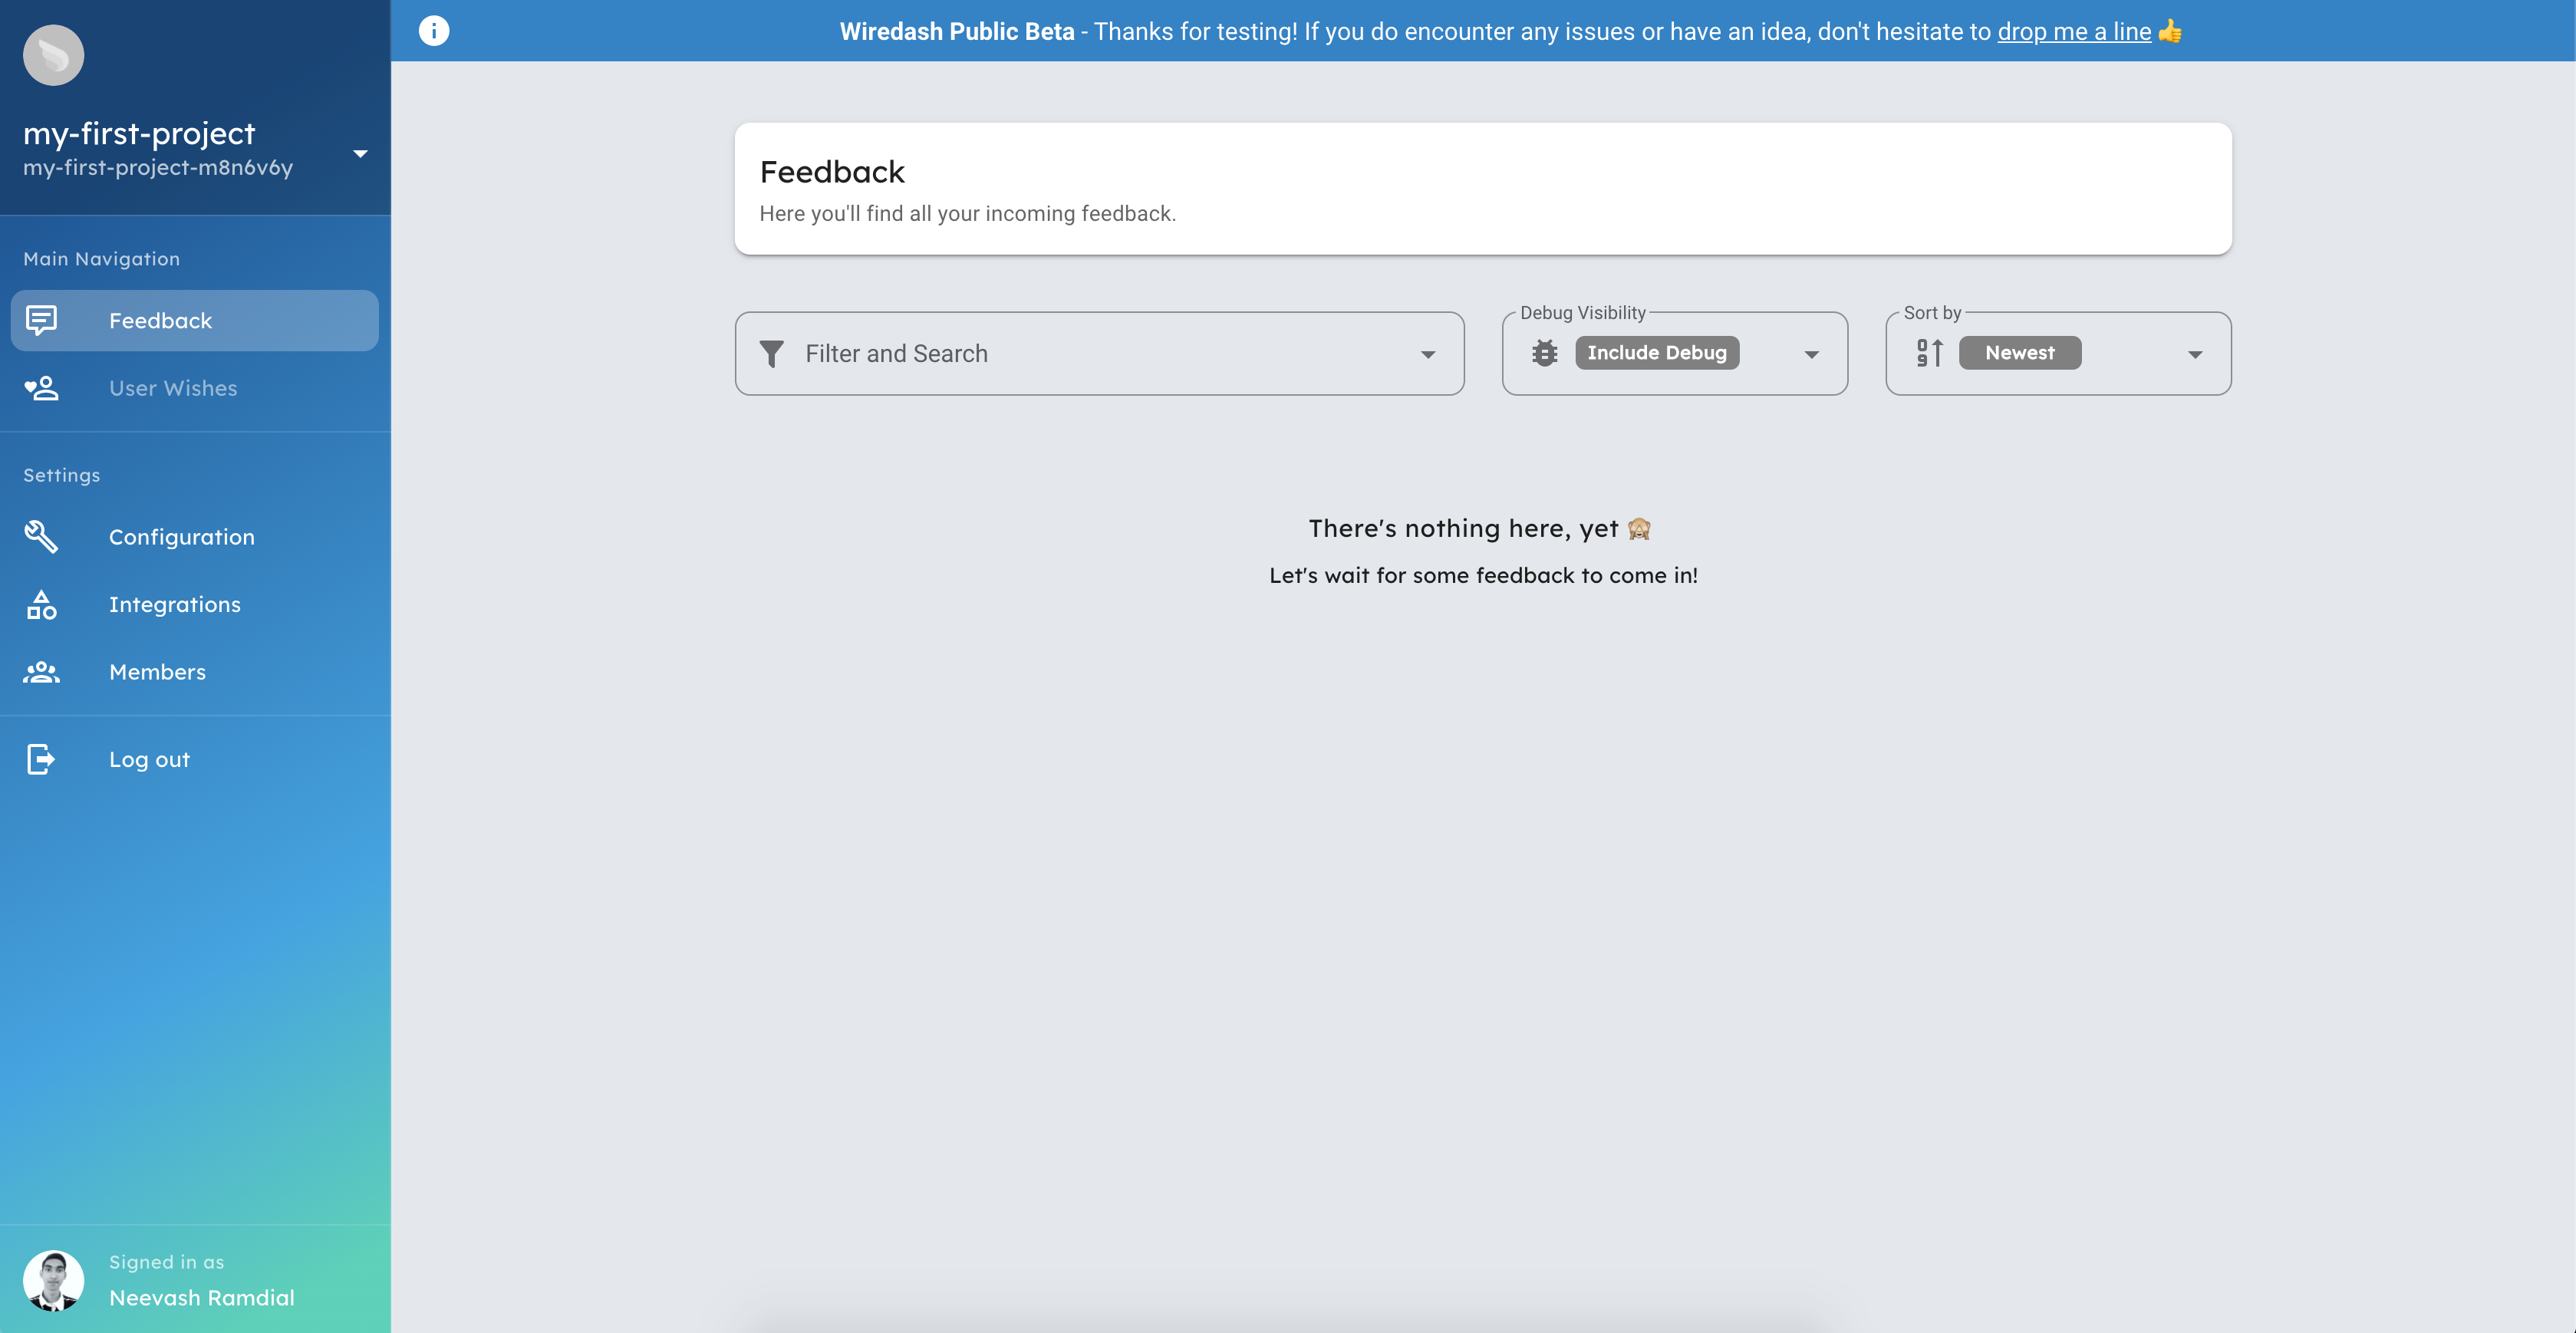 Wiredash Public Beta - Thanks for testing! If you do encounter any issues or have an idea, don't hesitate to drop me a line 👍
my-first-project
my-first-project-m8n6v6y
Main Navigation
Feedback
User Wishes
Settings
Configuration
Integrations
Members
Log out
Signed in as
Neevash Ramdial
Feedback
Here you'll find all your incoming feedback.
Filter and Search
Debug Visibility
Include Debug
Sort by
Newest
There's nothing here, yet 🙈
Let's wait for some feedback to come in!